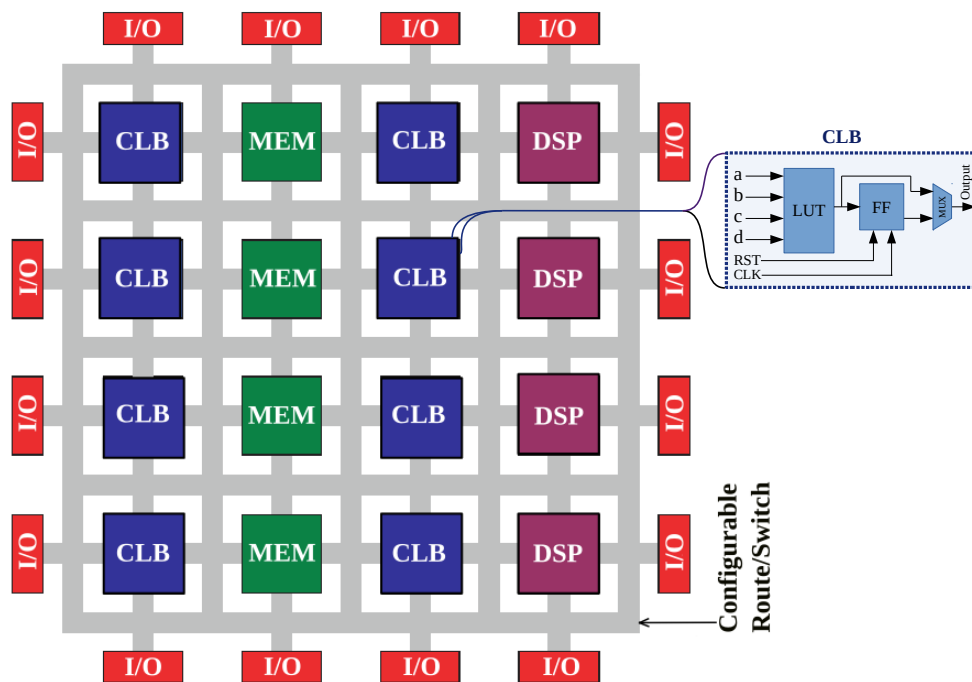 I/O I/O I/O I/O
I/O CLB MEM CLB DSP I/O
CLB
a
b
c
d
LUT FF MUX Output
RST
CLK
I/O CLB MEM CLB DSP I/O
I/O CLB MEM CLB DSP I/O
I/O CLB MEM CLB DSP I/O
Configurable
Route/Switch
I/O I/O I/O I/O